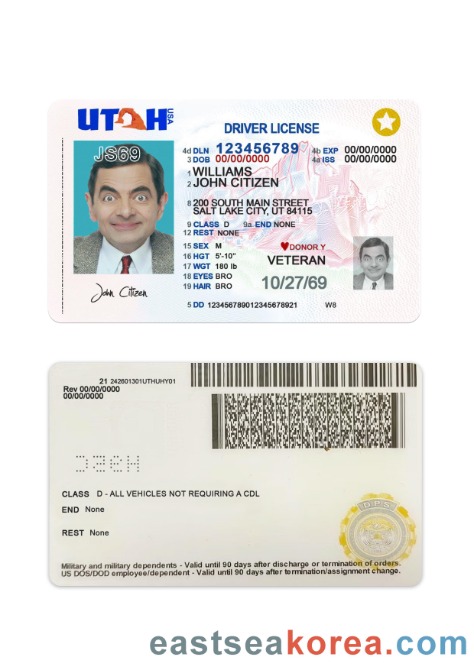 UTAH USA
DRIVER LICENSE
JS69
4d DLN 123456789 4b EXP 00/00/0000
3 DOB 00/00/0000 4a ISS 00/00/0000
1 WILLIAMS
2 JOHN CITIZEN
8 200 SOUTH MAIN STREET
SALT LAKE CITY, UT 84115
9 CLASS D 9a END NONE
12 REST NONE
15 SEX M DONOR Y
16 HGT 5'-10"
VETERAN
17 WGT 180 lb
18 EYES BRO
19 HAIR BRO
10/27/69
John Citizen
5 DD 123456789012345678921 W8
21 242601301UTHUHY01
Rev 00/00/0000
00/00/0000
CLASS D - ALL VEHICLES NOT REQUIRING A CDL
END None
REST None
Military and military dependents - Valid until 90 days after discharge or termination of orders.
US DOS/DOD employee/dependent - Valid until 90 days after termination/assignment change.
eastseakorea.com